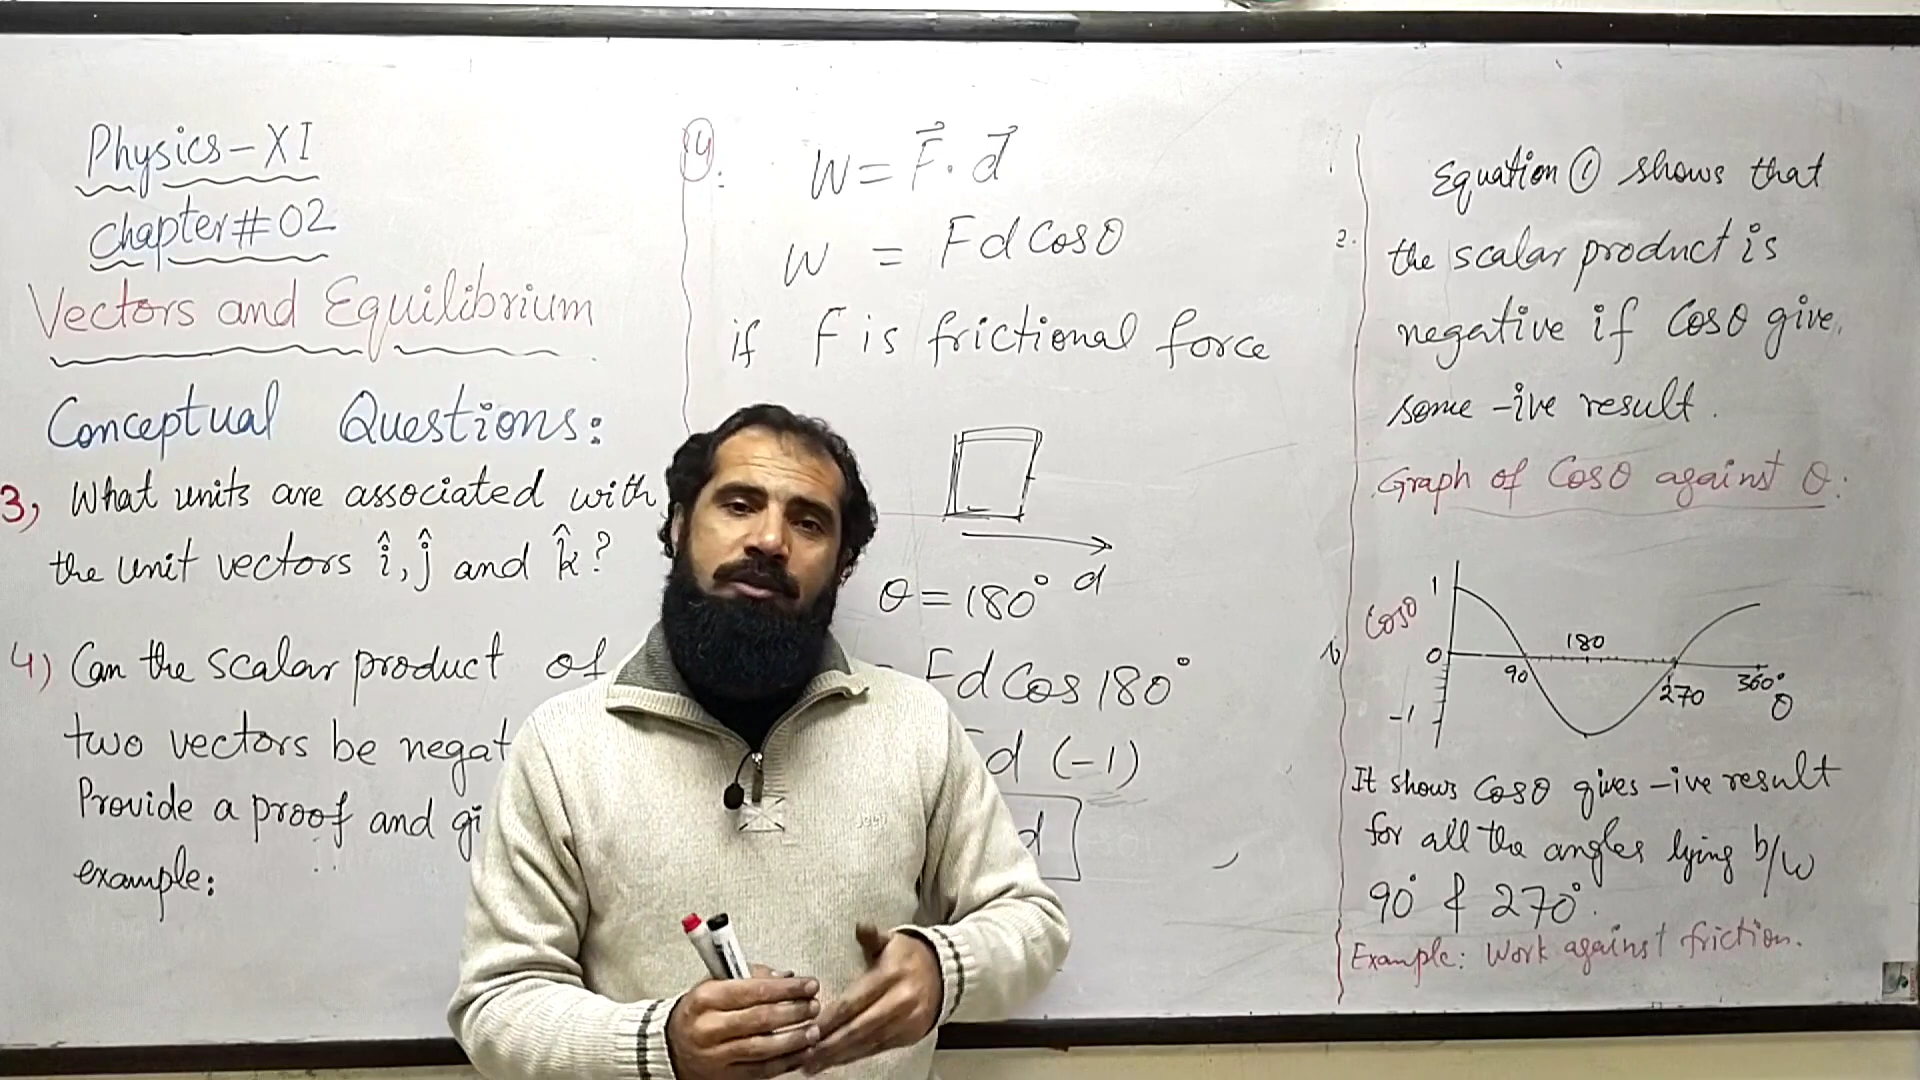 Physics-XI
Chapter#02
Vectors and Equilibrium
Conceptual Questions:
3, What units are associated with
the unit vectors î, ĵ and k̂?
4) Can the scalar product of
two vectors be negat
Provide a proof and gi
example:
4:
W = F⃗ . d⃗
W = Fd Cosθ
if F is frictional force
d
θ = 180°
= Fd Cos 180°
Fd (-1)
d
1
2.
Equation ① shows that
the scalar product is
negative if Cosθ give
some -ive result.
Graph of Cosθ against θ:
1
Cosθ
0
-1
90
180
270
360°
θ
It shows Cosθ gives -ive result
for all the angles lying b/w
90° & 270°.
Example: Work against friction.